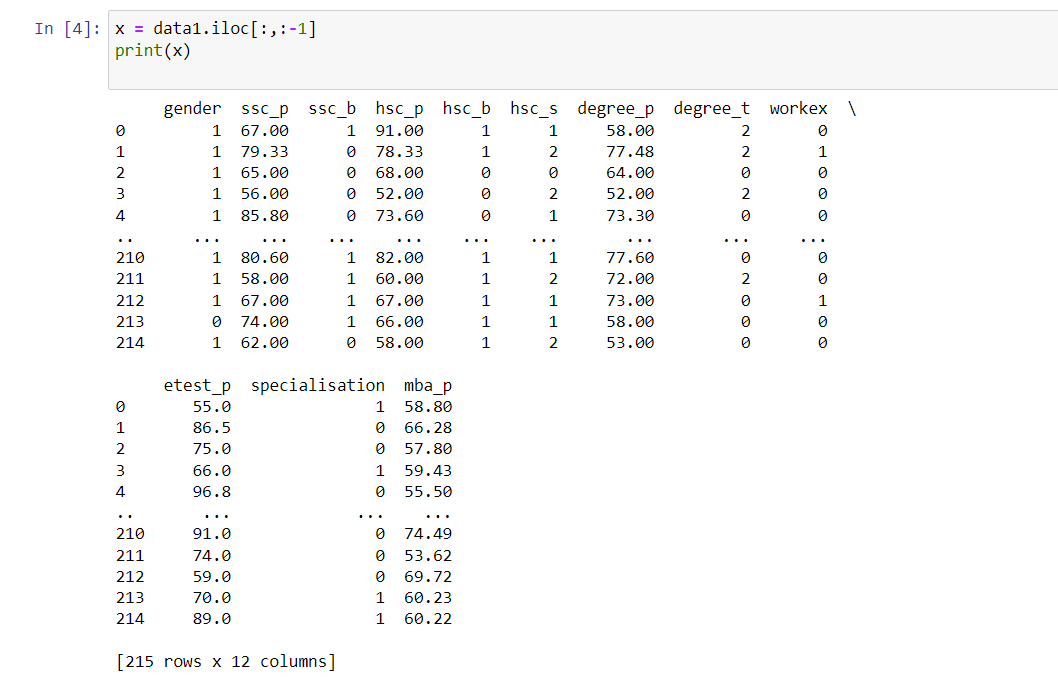 In [4]: x = data1.iloc[:,:-1]
print(x)
gender ssc_p ssc_b hsc_p hsc_b hsc_s degree_p degree_t workex \
0 1 67.00 1 91.00 1 1 58.00 2 0
1 1 79.33 0 78.33 1 2 77.48 2 1
2 1 65.00 0 68.00 0 0 64.00 0 0
3 1 56.00 0 52.00 0 2 52.00 2 0
4 1 85.80 0 73.60 0 1 73.30 0 0
.. ... ... ... ... ... ... ... ... ...
210 1 80.60 1 82.00 1 1 77.60 0 0
211 1 58.00 1 60.00 1 2 72.00 2 0
212 1 67.00 1 67.00 1 1 73.00 0 1
213 0 74.00 1 66.00 1 1 58.00 0 0
214 1 62.00 0 58.00 1 2 53.00 0 0
etest_p specialisation mba_p
0 55.0 1 58.80
1 86.5 0 66.28
2 75.0 0 57.80
3 66.0 1 59.43
4 96.8 0 55.50
.. ... ... ...
210 91.0 0 74.49
211 74.0 0 53.62
212 59.0 0 69.72
213 70.0 1 60.23
214 89.0 1 60.22
[215 rows x 12 columns]